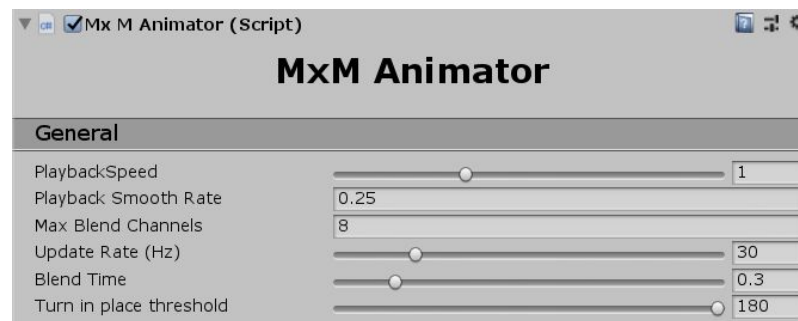 Mx M Animator (Script)
MxM Animator
General
PlaybackSpeed 1
Playback Smooth Rate 0.25
Max Blend Channels 8
Update Rate (Hz) 30
Blend Time 0.3
Turn in place threshold 180